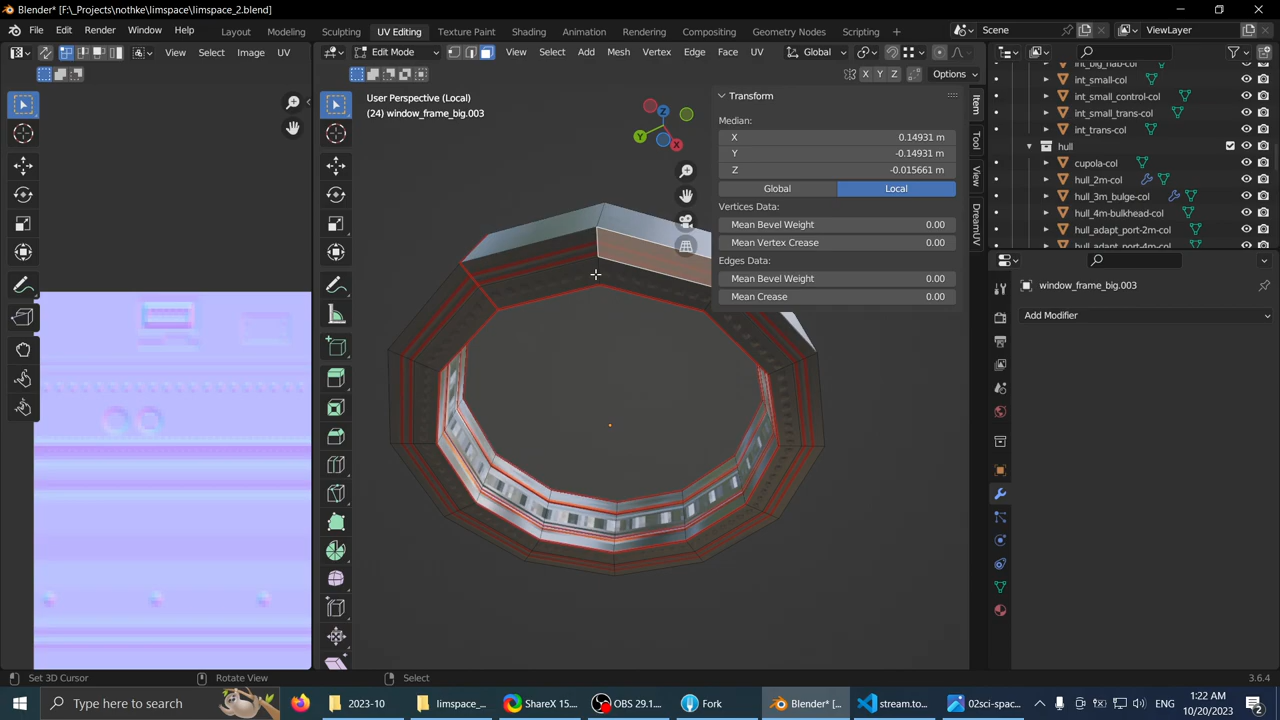 Blender* [F:\_Projects\nothke\limspace\limspace_2.blend]
File Edit Render Window Help Layout Modeling Sculpting UV Editing Texture Paint Shading Animation Rendering Compositing Geometry Nodes Scripting Scene ViewLayer
View Select Image UV Edit Mode View Select Add Mesh Vertex Edge Face UV Global
X Y Z Options
User Perspective (Local)
(24) window_frame_big.003
Z
Y
X
Transform
Median:
X 0.14931 m
Y -0.14931 m
Z -0.015661 m
Global Local
Vertices Data:
Mean Bevel Weight 0.00
Mean Vertex Crease 0.00
Edges Data:
Mean Bevel Weight 0.00
Mean Crease 0.00
Item
Tool
View
DreamUV
int_small-col
int_small_control-col
int_small_trans-col
int_trans-col
hull
cupola-col
hull_2m-col
hull_3m_bulge-col
hull_4m-bulkhead-col
hull_adapt_port-2m-col
hull_adapt_port-4m-col
window_frame_big.003
Add Modifier
Set 3D Cursor Rotate View Select 3.6.4
Type here to search 2023-10 limspace_... ShareX 15.... OBS 29.1.... Fork Blender* [... stream.to... 02sci-spac... ENG 1:22 AM
10/20/2023 2